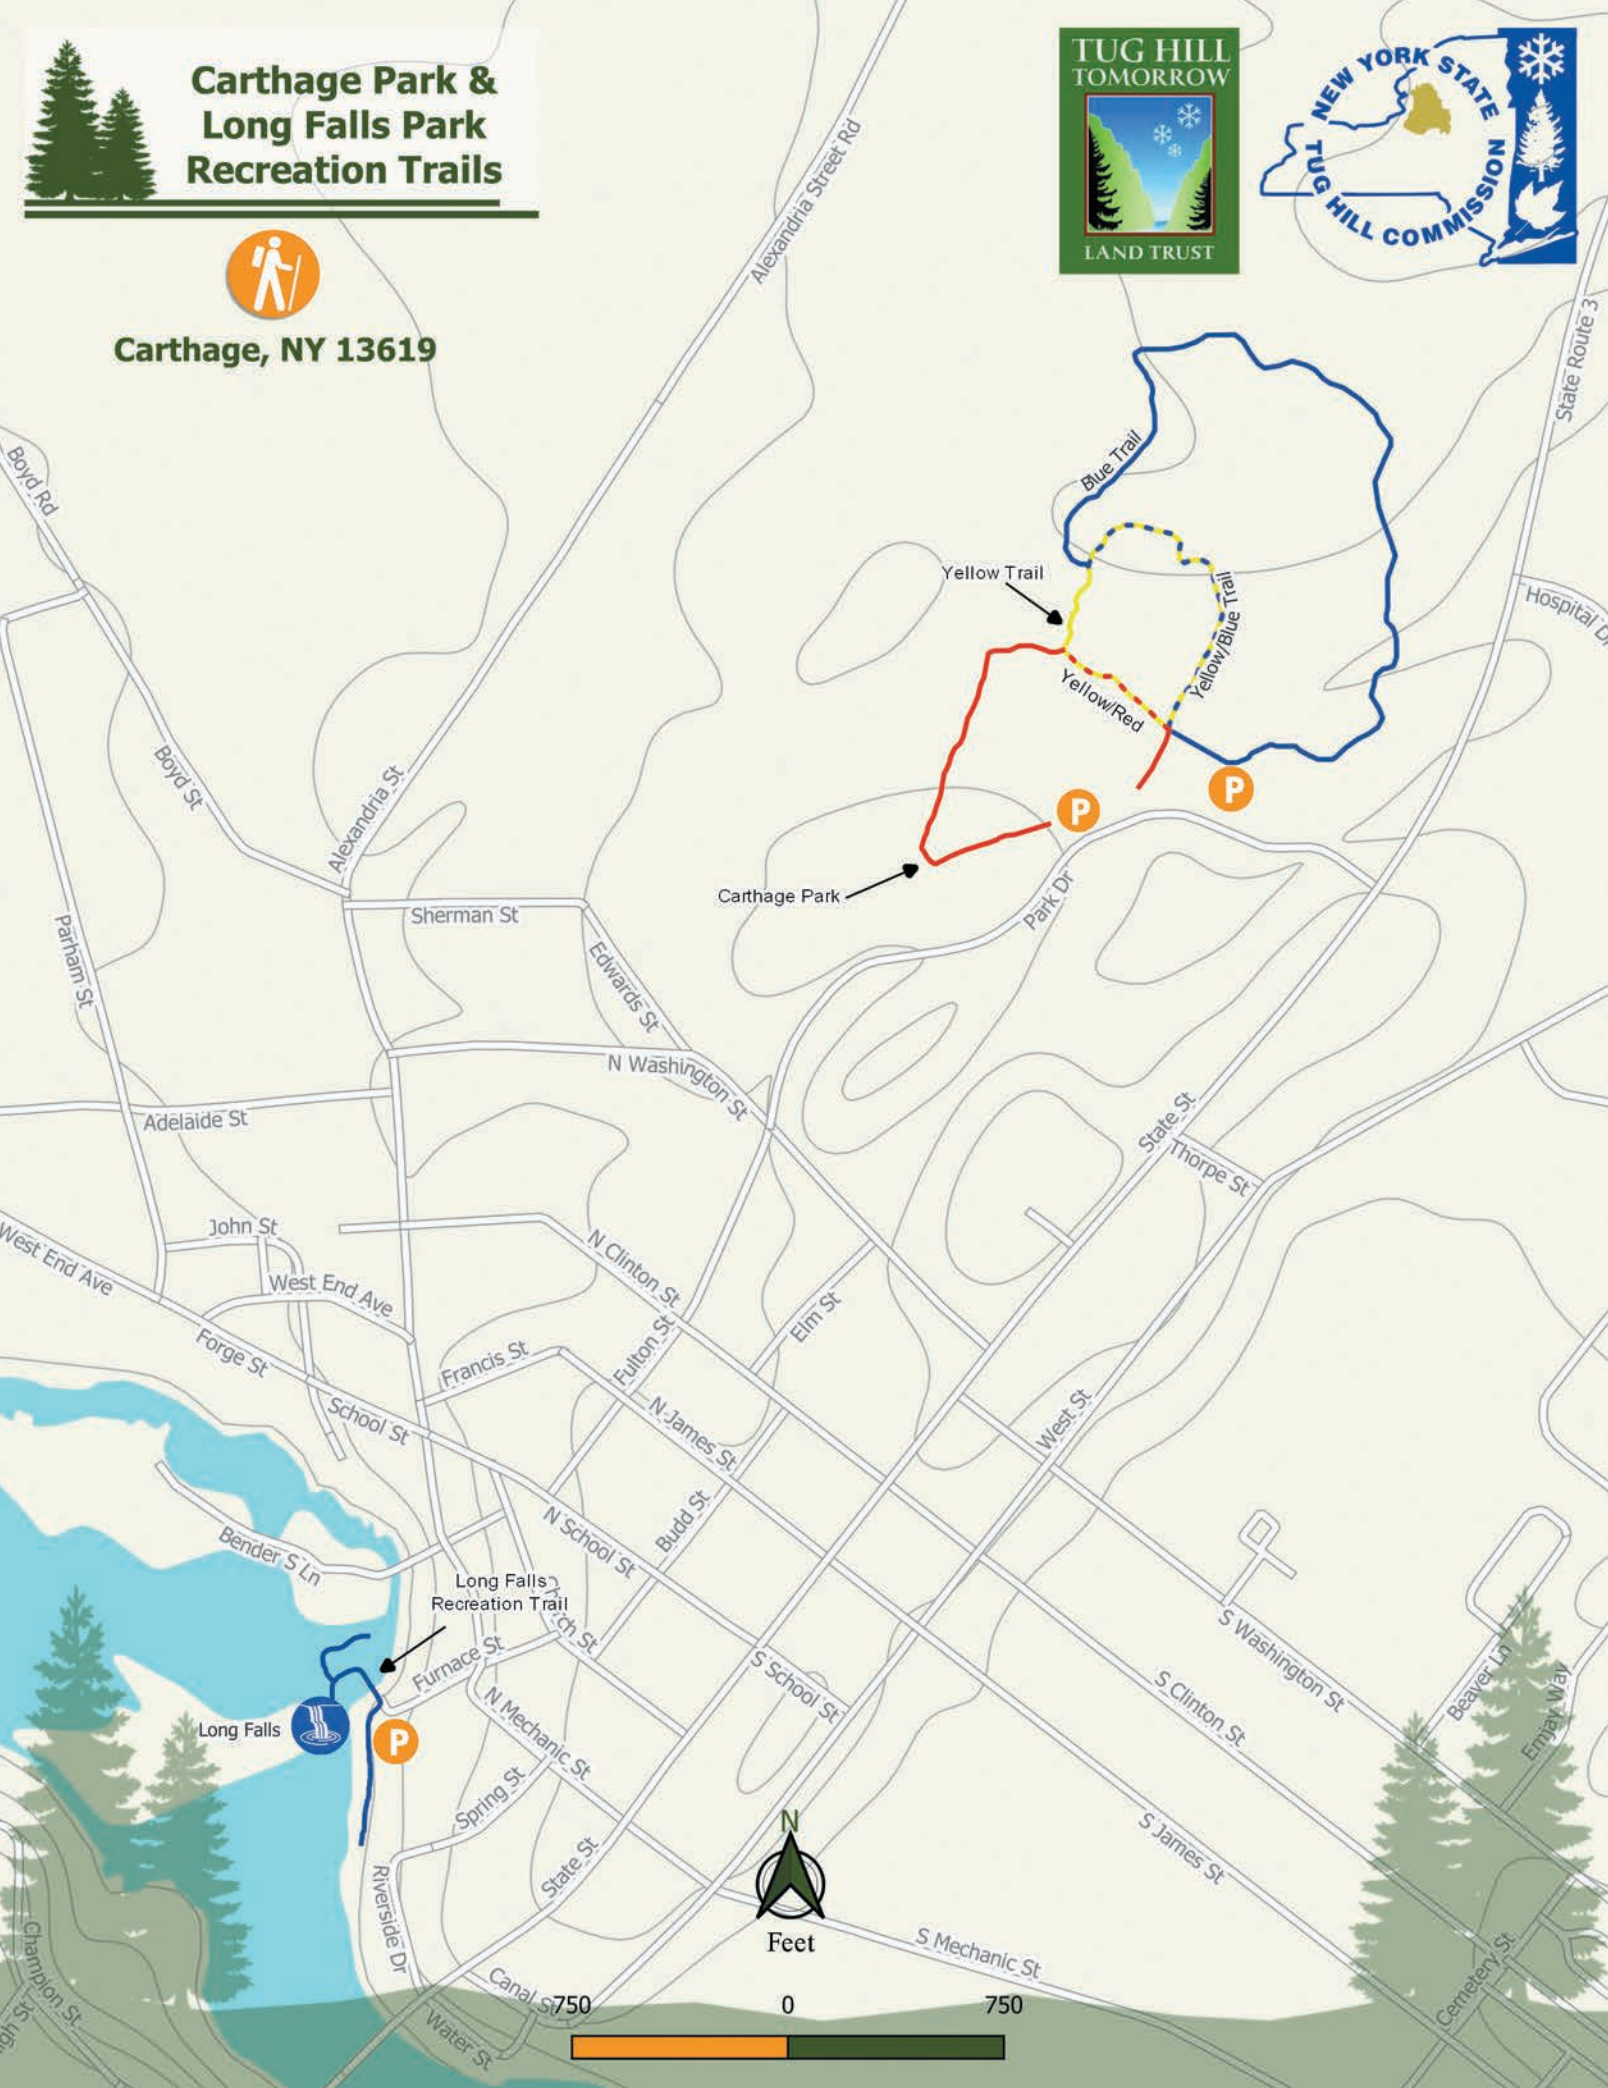 Carthage Park &
Long Falls Park
Recreation Trails
Carthage, NY 13619
TUG HILL
TOMORROW
LAND TRUST
NEW YORK STATE
TUG HILL COMMISSION
Alexandria Street Rd
State Route 3
Boyd Rd
Blue Trail
Yellow Trail
Yellow/Blue Trail
Yellow/Red
Hospital
P
P
Boyd St
Alexandria St
Carthage Park
Park Dr
Sherman St
Edwards St
Parham St
N Washington St
Adelaide St
State St
Thorpe St
John St
West End Ave
West End Ave
N Clinton St
Elm St
Forge St
Francis St
Fulton St
School St
N James St
West St
Budd St
N School St
Bender S Ln
Long Falls
Recreation Trail
St
Furnace St
S School St
S Washington St
S Clinton St
Beaver Ln
Emjay Way
N Mechanic St
Long Falls
P
Spring St
State St
S James St
N
Feet
Riverside Dr
S Mechanic St
Champion St
Canal St
Water St
Cemetery St
750 0 750